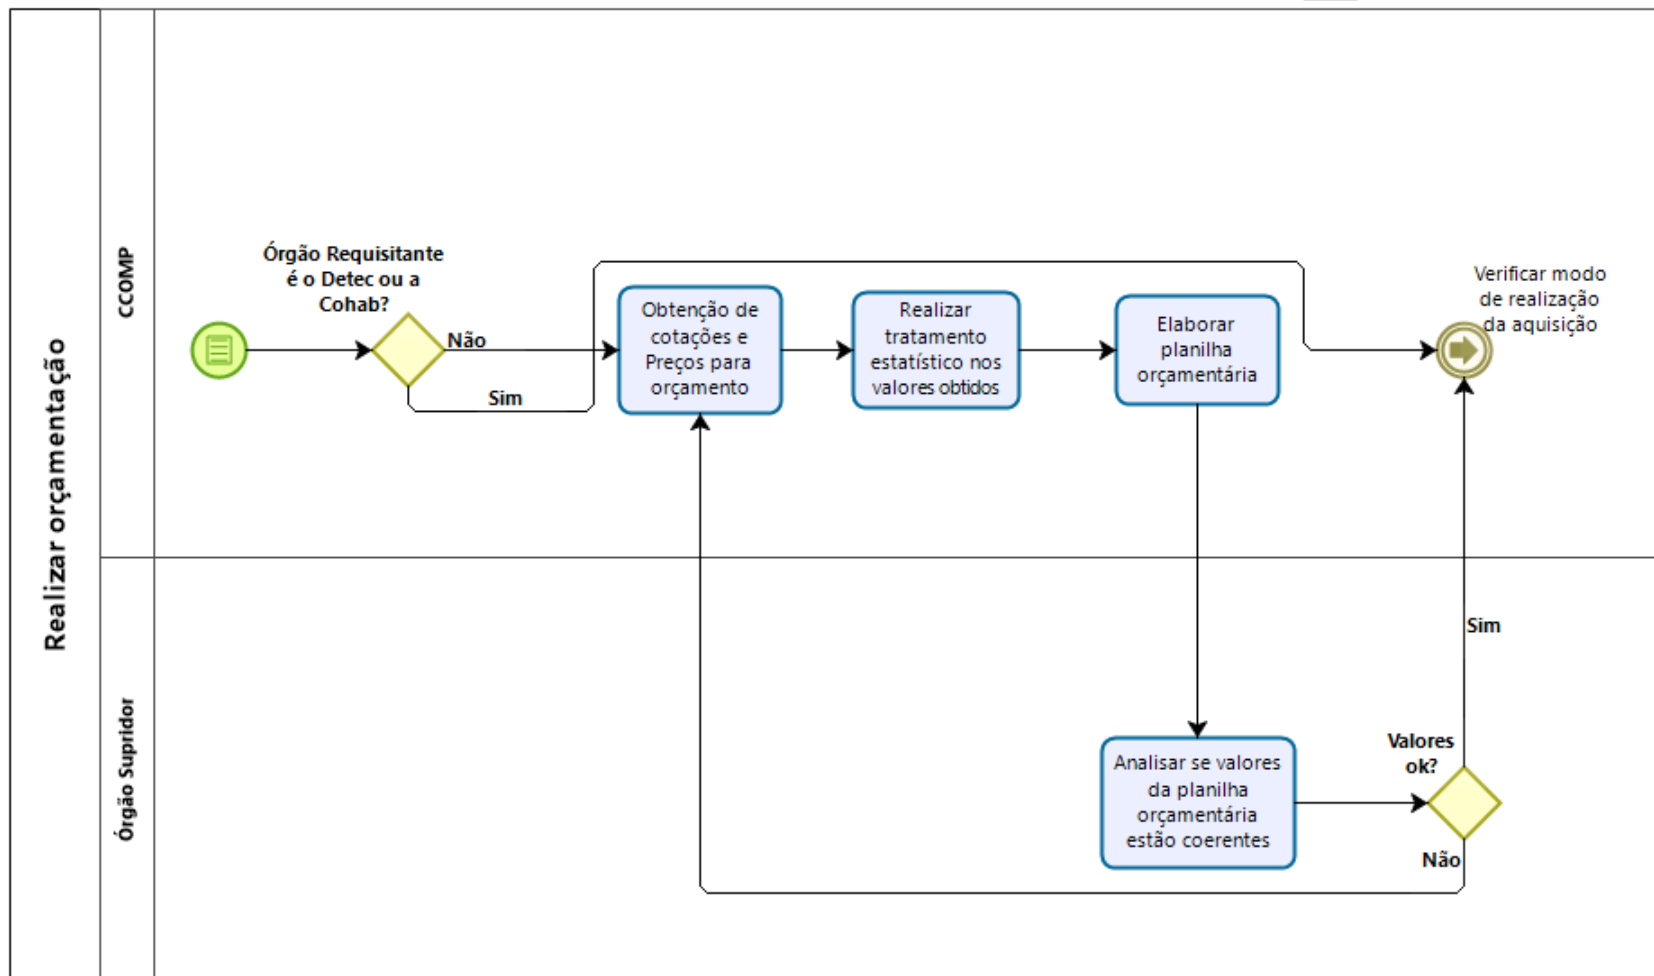 Realizar orçamentação
CCOMP
Órgão Requisitante
é o Detec ou a
Cohab?
Não
Sim
Obtenção de
cotações e
Preços para
orçamento
Realizar
tratamento
estatístico nos
valores obtidos
Elaborar
planilha
orçamentária
Verificar modo
de realização
da aquisição
Órgão Supridor
Analisar se valores
da planilha
orçamentária
estão coerentes
Valores
ok?
Sim
Não